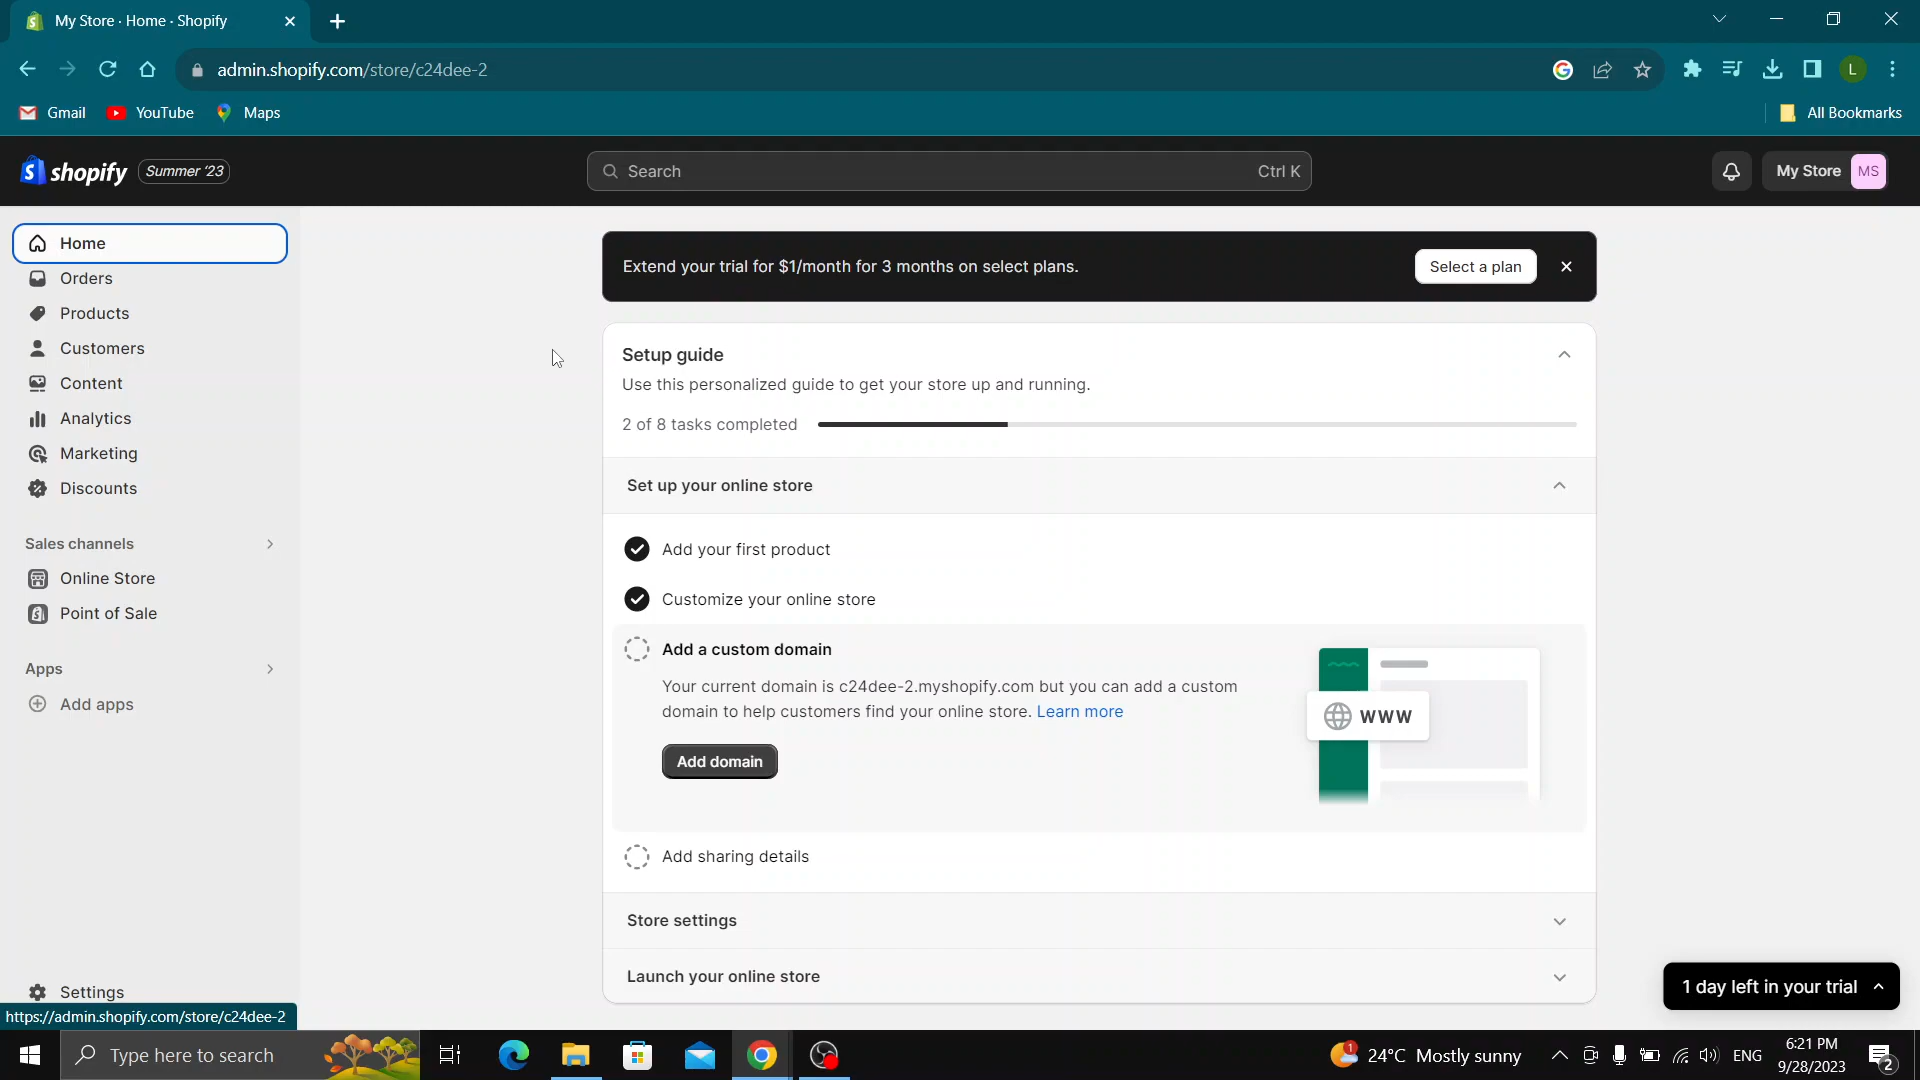 My Store · Home · Shopify
admin.shopify.com/store/c24dee-2
L
Gmail
YouTube
Maps
All Bookmarks
shopify
Summer '23
Search
Ctrl K
My Store
MS
Home
Orders
Products
Customers
Content
Analytics
Marketing
Discounts
Sales channels
Online Store
Point of Sale
Apps
Add apps
Settings
https://admin.shopify.com/store/c24dee-2
Extend your trial for $1/month for 3 months on select plans.
Select a plan
Setup guide
Use this personalized guide to get your store up and running.
2 of 8 tasks completed
Set up your online store
Add your first product
Customize your online store
Add a custom domain
Your current domain is c24dee-2.myshopify.com but you can add a custom
domain to help customers find your online store. Learn more
Add domain
WWW
Add sharing details
Store settings
Launch your online store
1 day left in your trial
Type here to search
1
24°C Mostly sunny
ENG
6:21 PM
9/28/2023
2